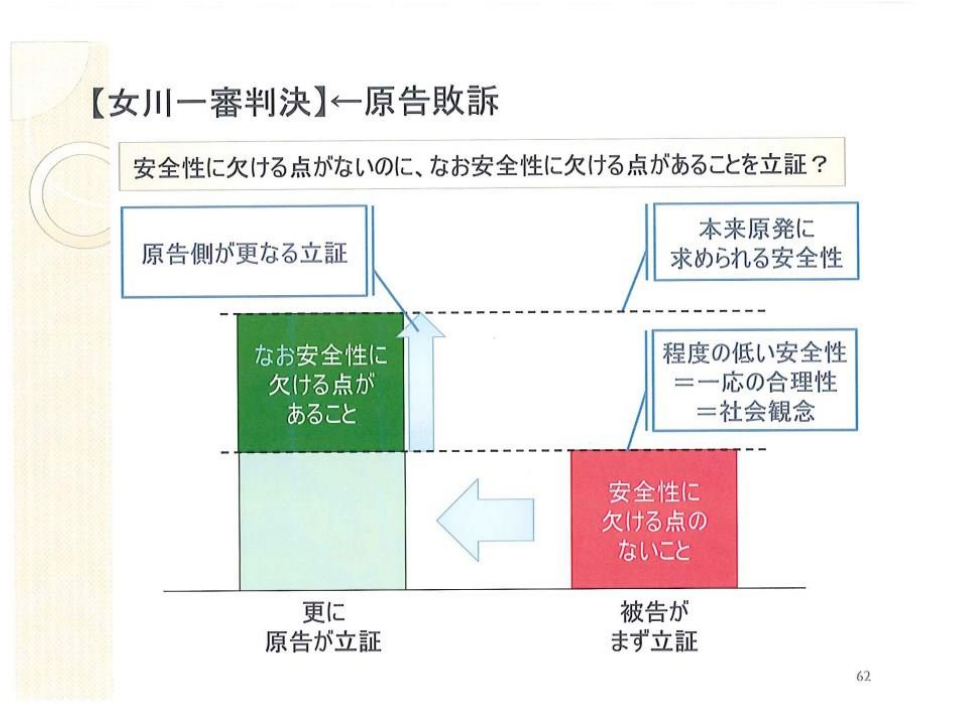 【女川一審判決】←原告敗訴
安全性に欠ける点がないのに、なお安全性に欠ける点があることを立証？
原告側が更なる立証
本来原発に
求められる安全性
なお安全性に
欠ける点が
あること
程度の低い安全性
＝一応の合理性
＝社会観念
安全性に
欠ける点の
ないこと
更に
原告が立証
被告が
まず立証
62